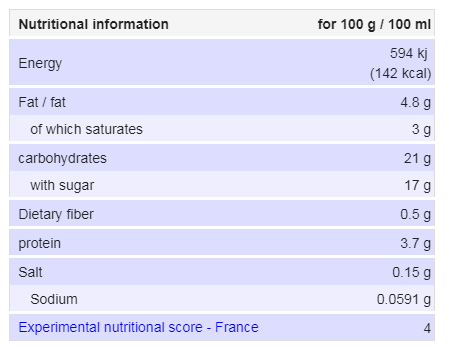 Nutritional information for 100 g / 100 ml
Energy 594 kj
(142 kcal)
Fat / fat 4.8 g
of which saturates 3 g
carbohydrates 21 g
with sugar 17 g
Dietary fiber 0.5 g
protein 3.7 g
Salt 0.15 g
Sodium 0.0591 g
Experimental nutritional score - France 4